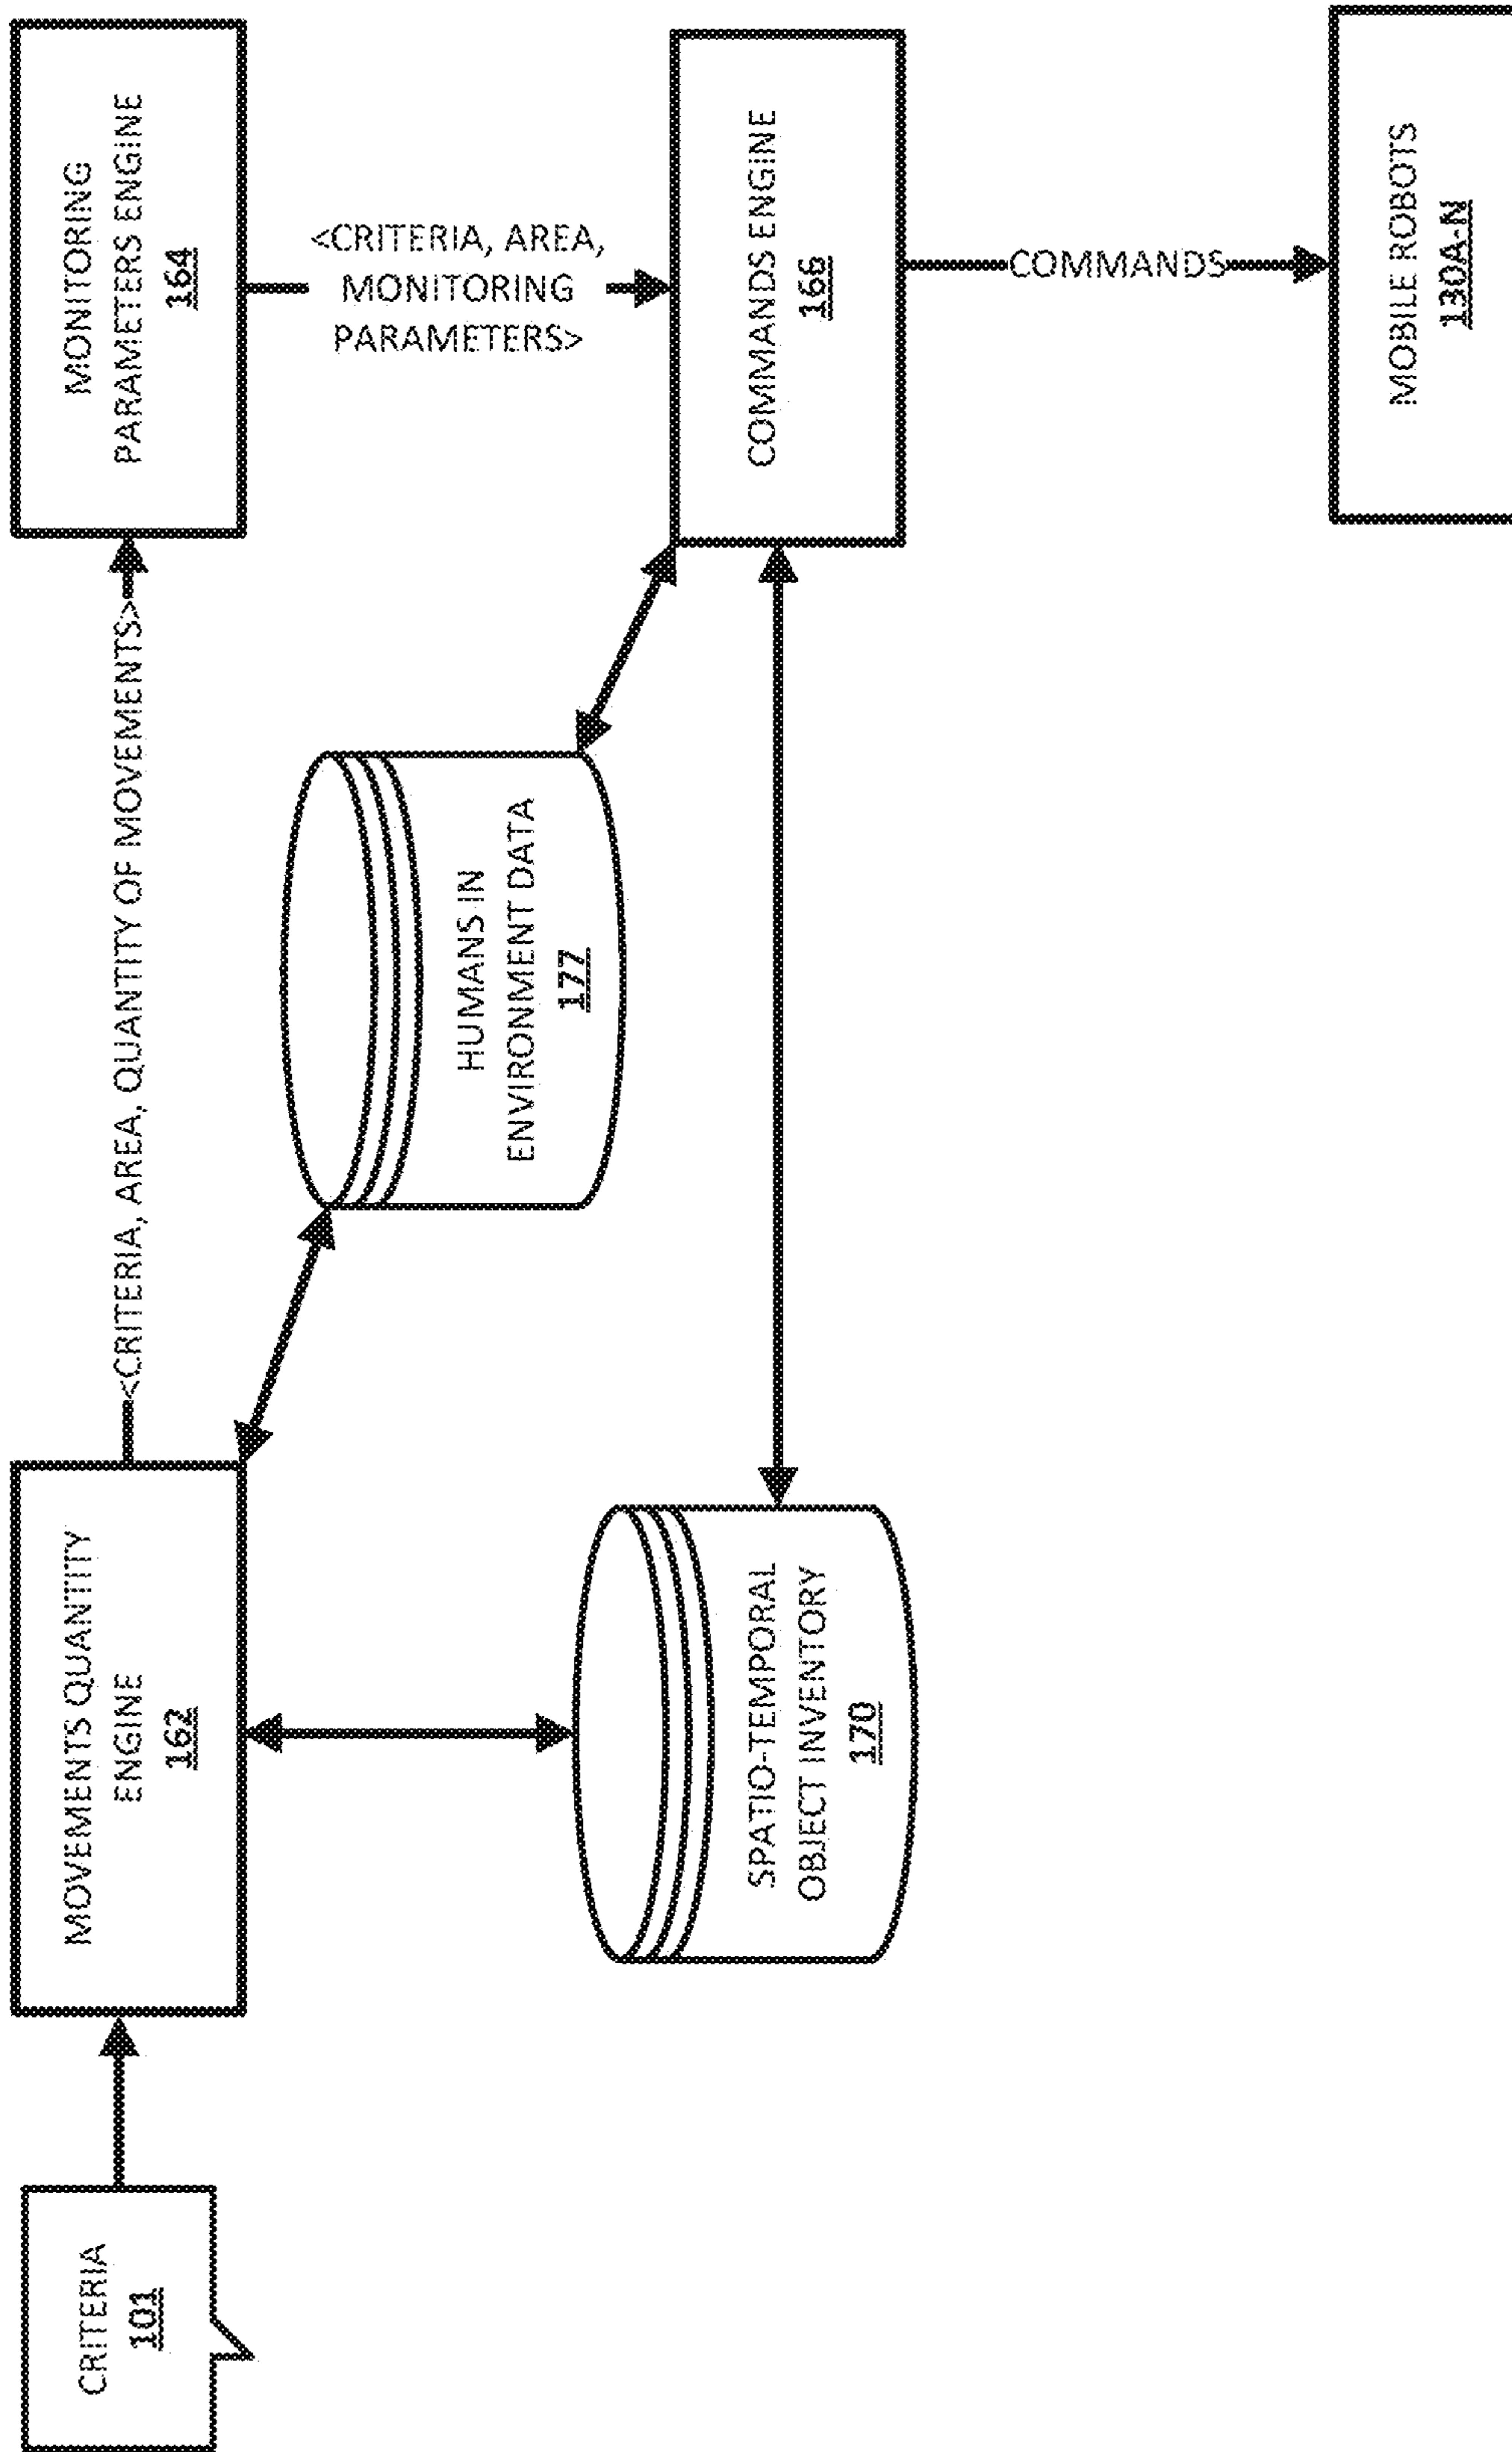 CRITERIA
101
MOVEMENTS QUANTITY
ENGINE
162
<CRITERIA, AREA, QUANTITY OF MOVEMENTS>
MONITORING
PARAMETERS ENGINE
164
<CRITERIA, AREA,
MONITORING
PARAMETERS>
HUMANS IN
ENVIRONMENT DATA
177
SPATIO-TEMPORAL
OBJECT INVENTORY
170
COMMANDS ENGINE
166
COMMANDS
MOBILE ROBOTS
130A-N